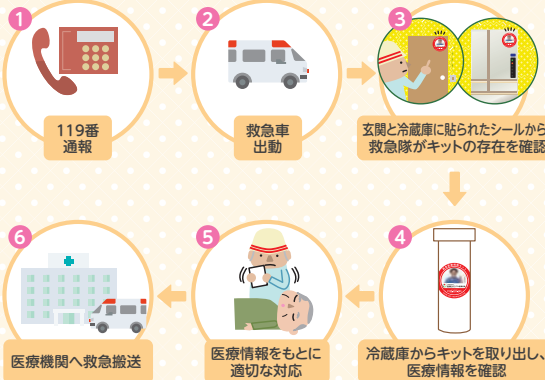 1
119番
通報
2
救急車
出動
3
玄関と冷蔵庫に貼られたシールから
救急隊がキットの存在を確認
4
冷蔵庫からキットを取り出し、
医療情報を確認
5
医療情報をもとに
適切な対応
6
医療機関へ救急搬送